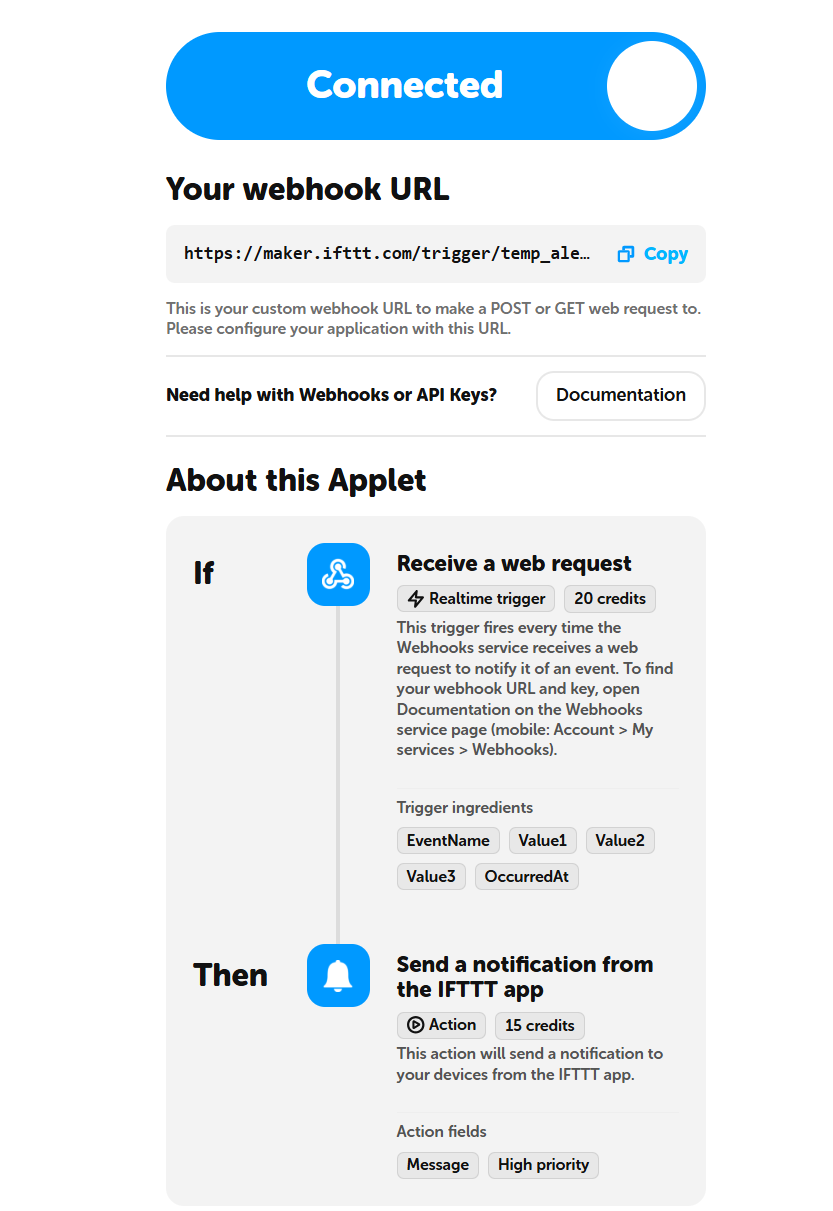 Connected
Your webhook URL
https://maker.ifttt.com/trigger/temp_ale…
Copy
This is your custom webhook URL to make a POST or GET web request to.
Please configure your application with this URL.
Need help with Webhooks or API Keys?
Documentation
About this Applet
If
Receive a web request
Realtime trigger
20 credits
This trigger fires every time the
Webhooks service receives a web
request to notify it of an event. To find
your webhook URL and key, open
Documentation on the Webhooks
service page (mobile: Account > My
services > Webhooks).
Trigger ingredients
EventName
Value1
Value2
Value3
OccurredAt
Then
Send a notification from
the IFTTT app
Action
15 credits
This action will send a notification to
your devices from the IFTTT app.
Action fields
Message
High priority